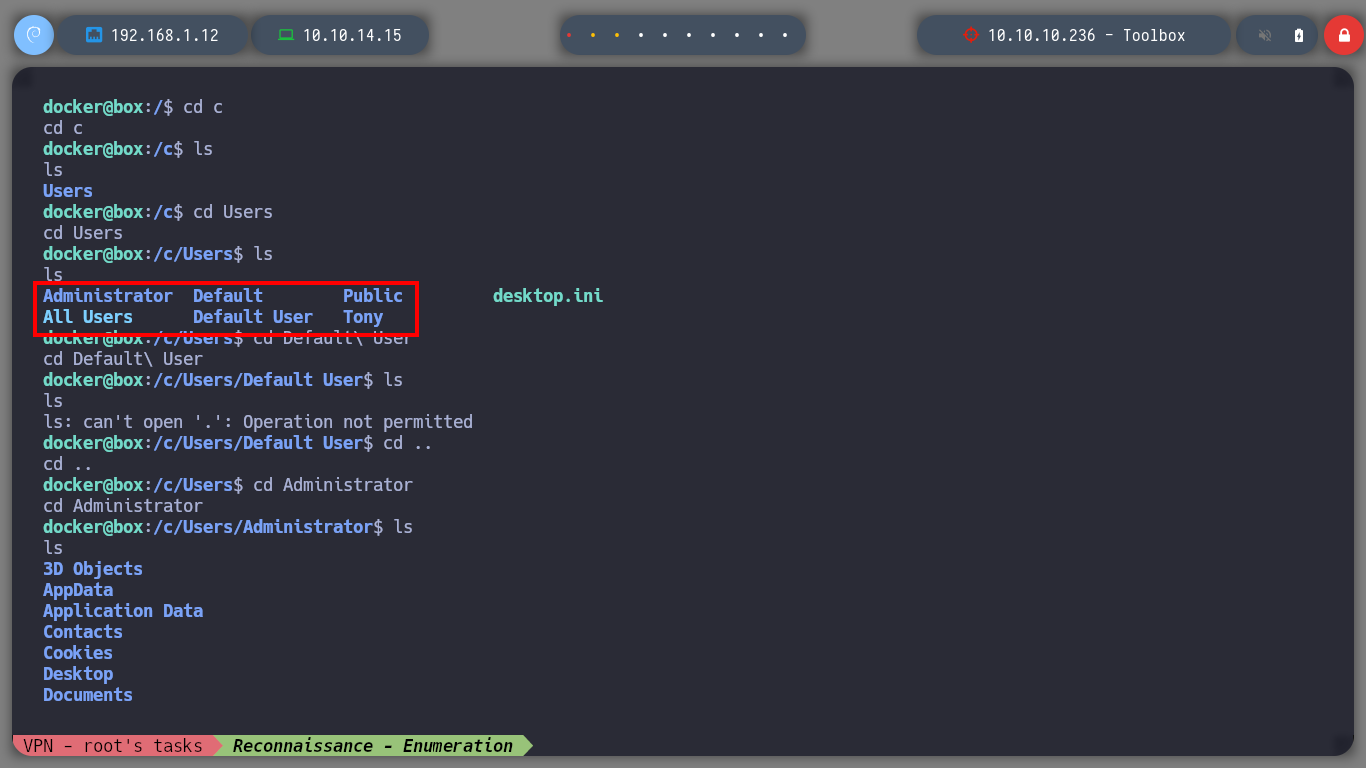 192.168.1.12 10.10.14.15 10.10.10.236 - Toolbox
docker@box:/$ cd c
cd c
docker@box:/c$ ls
ls
Users
docker@box:/c$ cd Users
cd Users
docker@box:/c/Users$ ls
ls
Administrator Default Public desktop.ini
All Users Default User Tony
docker@box:/c/Users$ cd Default\ User
cd Default\ User
docker@box:/c/Users/Default User$ ls
ls
ls: can't open '.': Operation not permitted
docker@box:/c/Users/Default User$ cd ..
cd ..
docker@box:/c/Users$ cd Administrator
cd Administrator
docker@box:/c/Users/Administrator$ ls
ls
3D Objects
AppData
Application Data
Contacts
Cookies
Desktop
Documents
VPN - root's tasks Reconnaissance - Enumeration